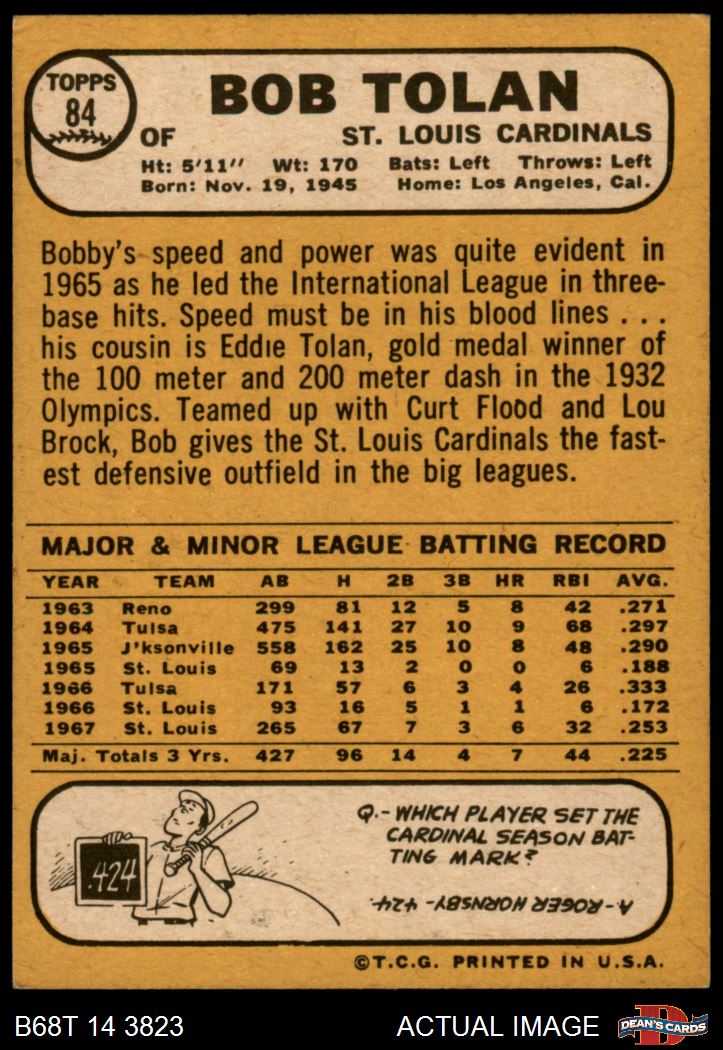 TOPPS
84
BOB TOLAN
OF ST. LOUIS CARDINALS
Ht: 5'11" Wt: 170 Bats: Left Throws: Left
Born: Nov. 19, 1945 Home: Los Angeles, Cal.
Bobby's speed and power was quite evident in
1965 as he led the International League in three-
base hits. Speed must be in his blood lines . . .
his cousin is Eddie Tolan, gold medal winner of
the 100 meter and 200 meter dash in the 1932
Olympics. Teamed up with Curt Flood and Lou
Brock, Bob gives the St. Louis Cardinals the fast-
est defensive outfield in the big leagues.
MAJOR & MINOR LEAGUE BATTING RECORD
YEAR TEAM AB H 2B 3B HR RBI AVG.
1963 Reno 299 81 12 5 8 42 .271
1964 Tulsa 475 141 27 10 9 68 .297
1965 J'ksonville 558 162 25 10 8 48 .290
1965 St. Louis 69 13 2 0 0 6 .188
1966 Tulsa 171 57 6 3 4 26 .333
1966 St. Louis 93 16 5 1 1 6 .172
1967 St. Louis 265 67 7 3 6 32 .253
Maj. Totals 3 Yrs. 427 96 14 4 7 44 .225
.424
Q.- WHICH PLAYER SET THE
CARDINAL SEASON BAT-
TING MARK?
A- ROGER HORNSBY- .424.
©T.C.G. PRINTED IN U.S.A.
B68T 14 3823 ACTUAL IMAGE
D
DEAN'S CARDS